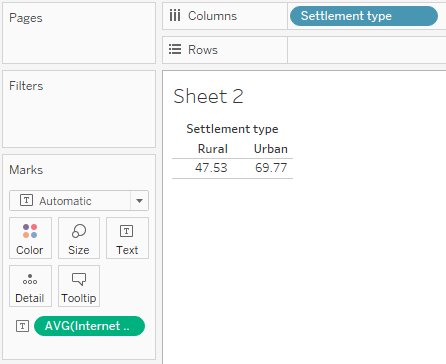 Pages
Columns
Settlement type
Rows
Filters
Sheet 2
Settlement type
Rural Urban
47.53 69.77
Marks
T Automatic
Color Size T Text
Detail Tooltip
T AVG(Internet ..